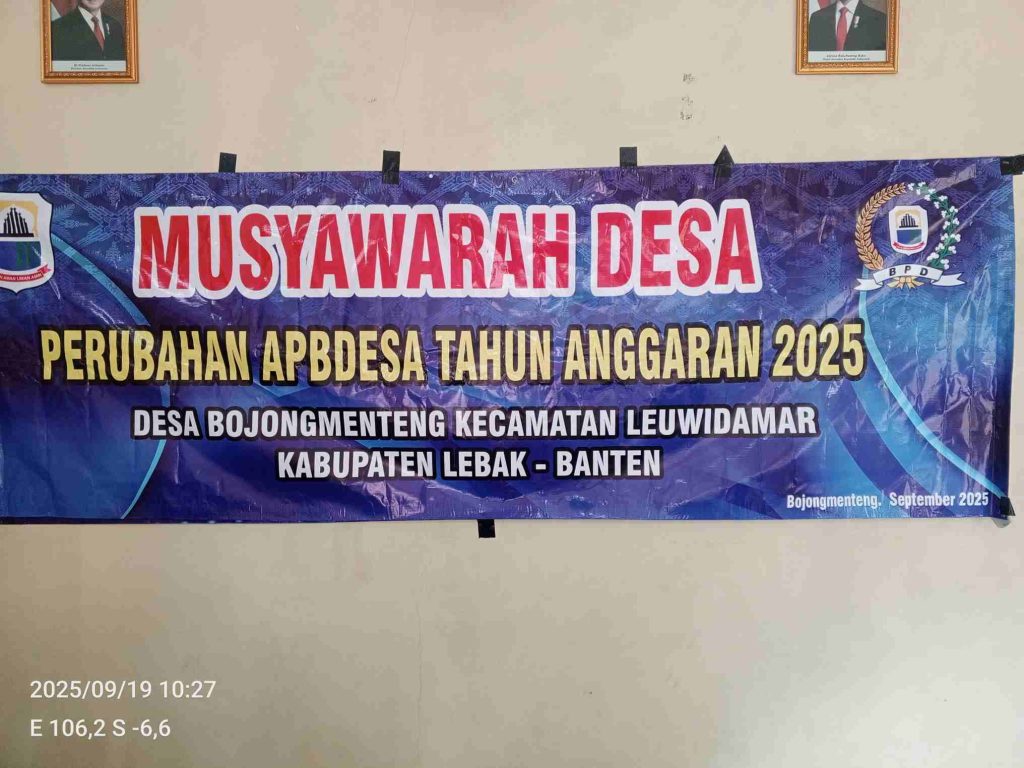 MUSYAWARAH DESA
BPD
PERUBAHAN APBDESA TAHUN ANGGARAN 2025
DESA BOJONGMENTENG KECAMATAN LEUWIDAMAR
KABUPATEN LEBAK - BANTEN
Bojongmenteng, September 2025
2025/09/19 10:27
E 106,2 S -6,6